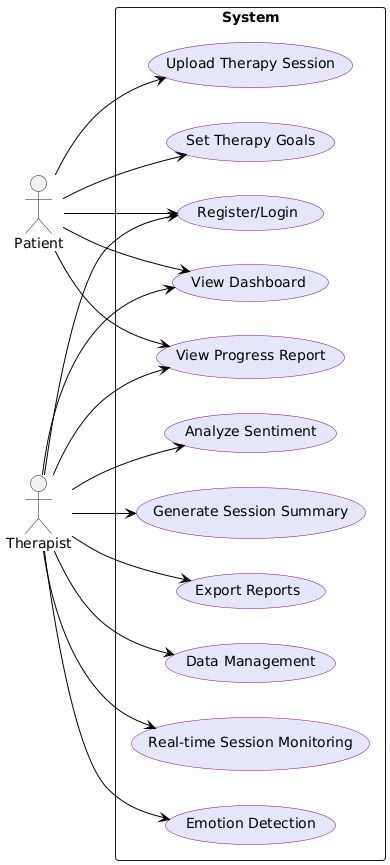 System
Upload Therapy Session
Set Therapy Goals
Register/Login
Patient
View Dashboard
View Progress Report
Analyze Sentiment
Generate Session Summary
Therapist
Export Reports
Data Management
Real-time Session Monitoring
Emotion Detection